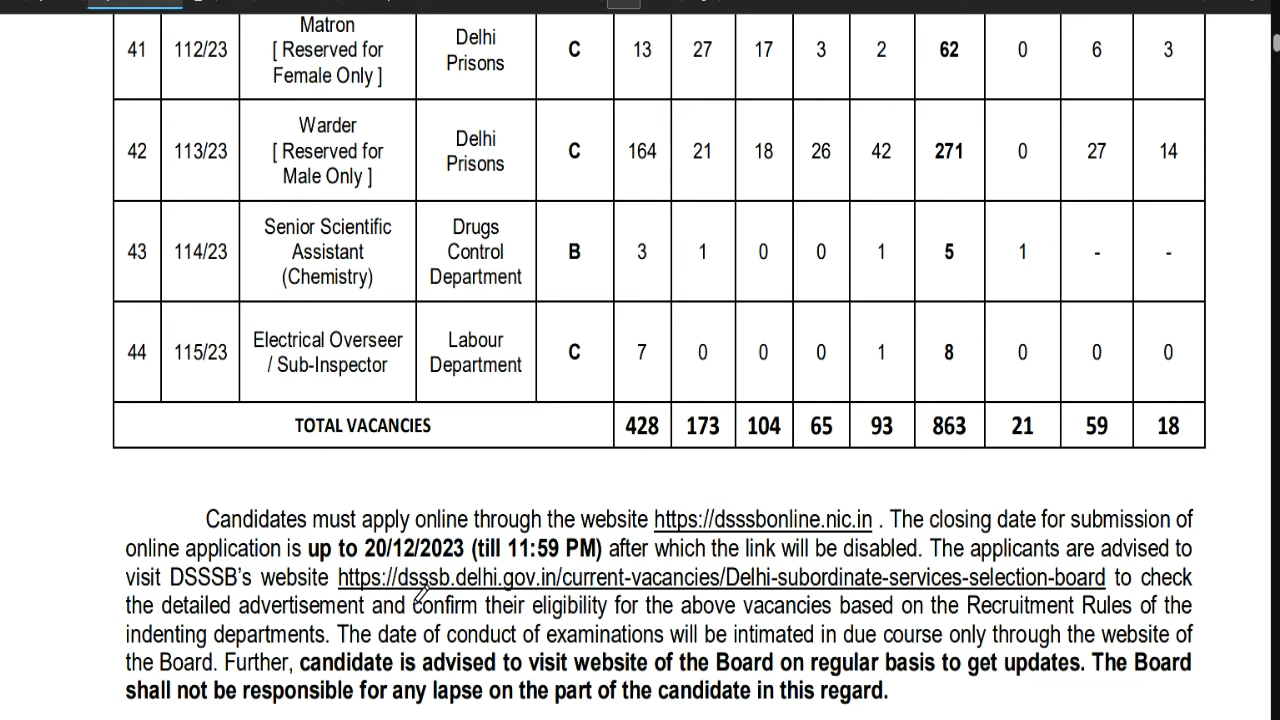 Matron
41 112/23 [ Reserved for Female Only ] Delhi Prisons C 13 27 17 3 2 62 0 6 3
42 113/23 Warder [ Reserved for Male Only ] Delhi Prisons C 164 21 18 26 42 271 0 27 14
43 114/23 Senior Scientific Assistant (Chemistry) Drugs Control Department B 3 1 0 0 1 5 1 - -
44 115/23 Electrical Overseer / Sub-Inspector Labour Department C 7 0 0 0 1 8 0 0 0
TOTAL VACANCIES 428 173 104 65 93 863 21 59 18
Candidates must apply online through the website https://dsssbonline.nic.in . The closing date for submission of
online application is up to 20/12/2023 (till 11:59 PM) after which the link will be disabled. The applicants are advised to
visit DSSSB's website https://dsssb.delhi.gov.in/current-vacancies/Delhi-subordinate-services-selection-board to check
the detailed advertisement and confirm their eligibility for the above vacancies based on the Recruitment Rules of the
indenting departments. The date of conduct of examinations will be intimated in due course only through the website of
the Board. Further, candidate is advised to visit website of the Board on regular basis to get updates. The Board
shall not be responsible for any lapse on the part of the candidate in this regard.